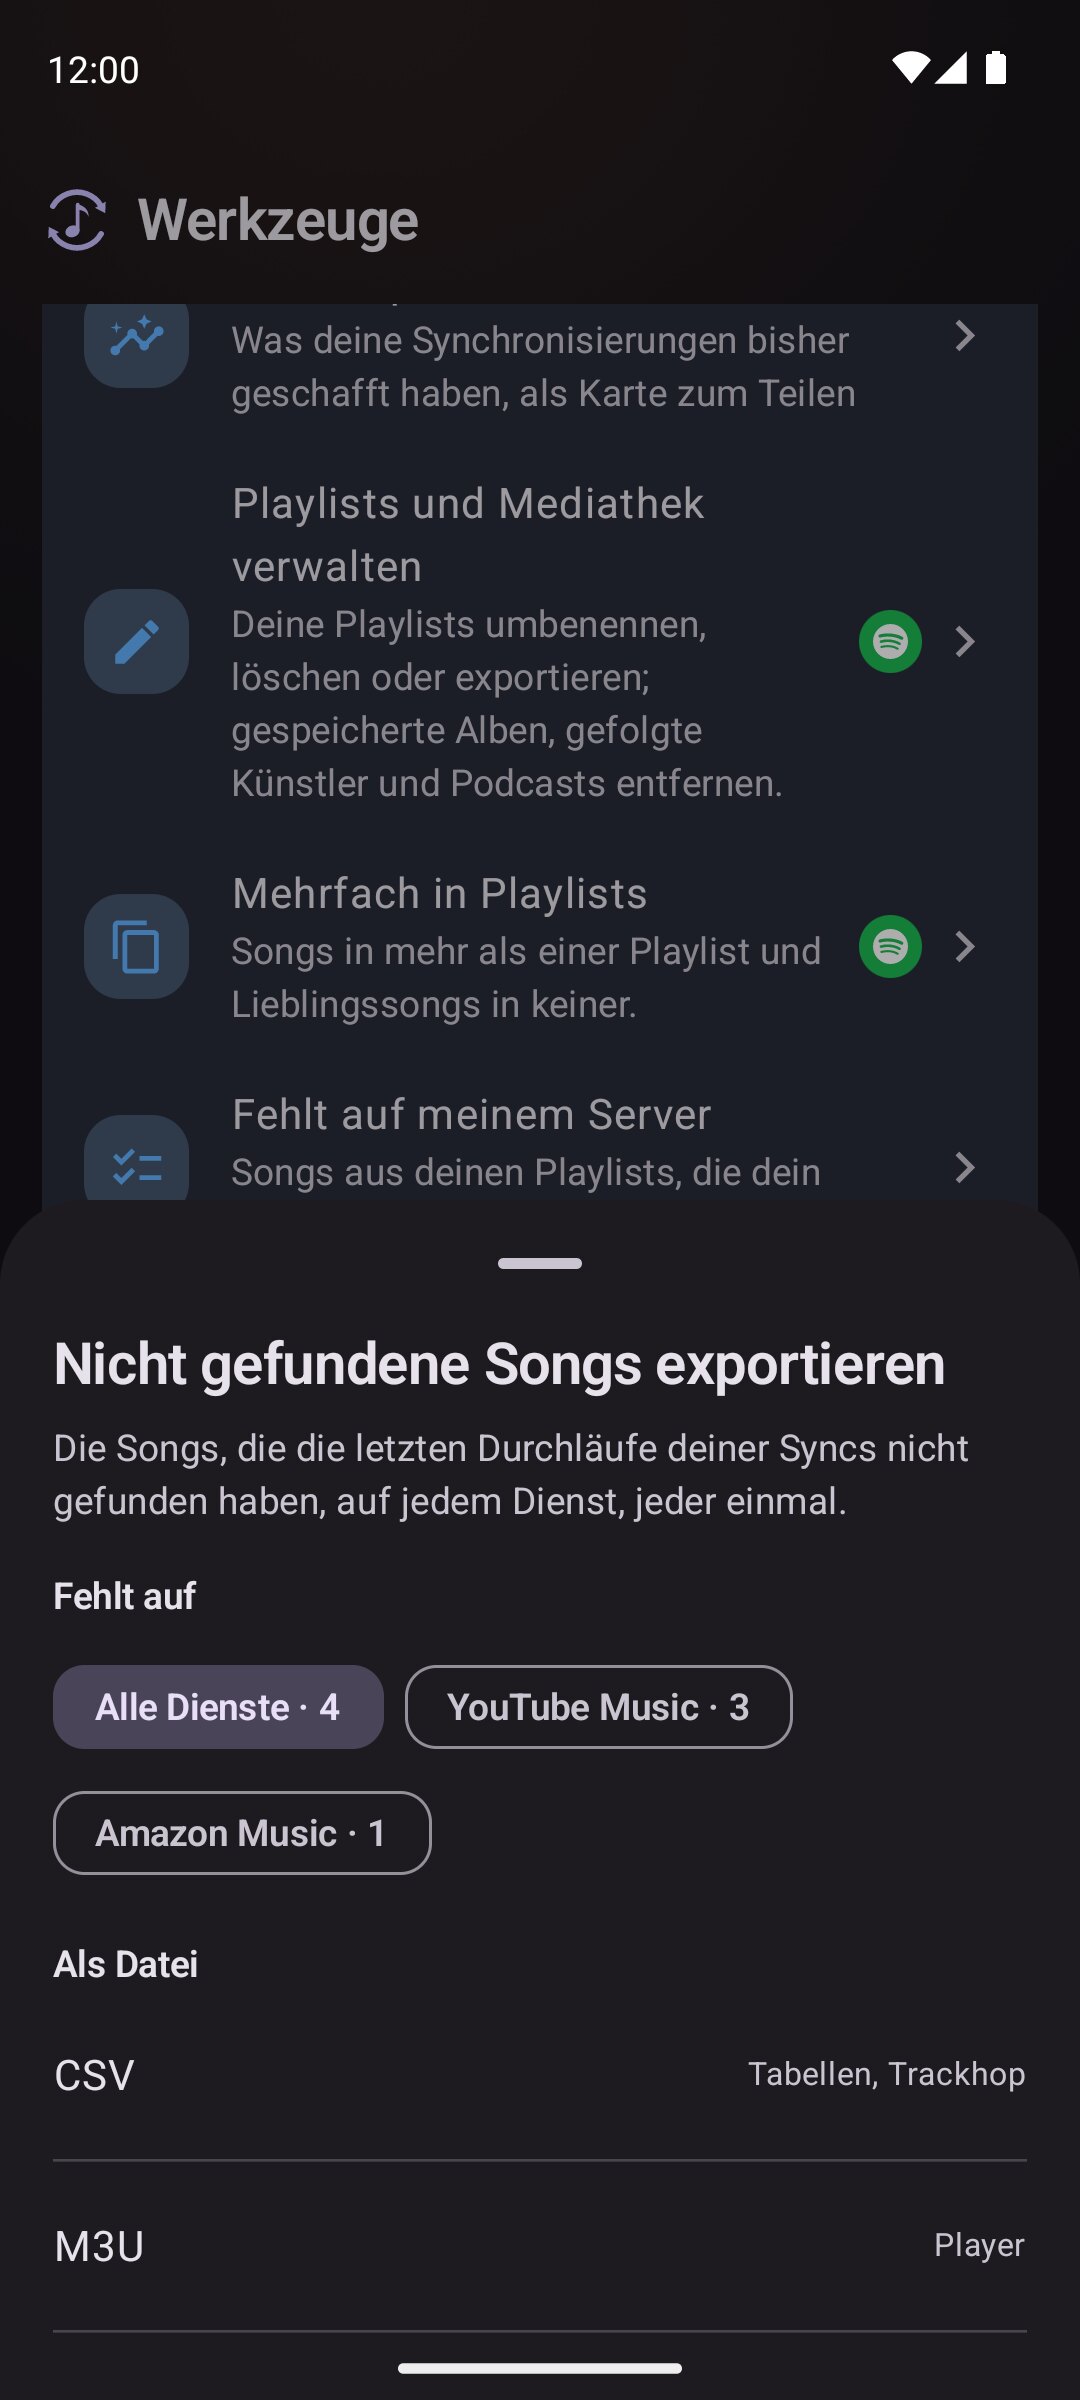 12:00
Werkzeuge
Was deine Synchronisierungen bisher
geschafft haben, als Karte zum Teilen
Playlists und Mediathek
verwalten
Deine Playlists umbenennen,
löschen oder exportieren;
gespeicherte Alben, gefolgte
Künstler und Podcasts entfernen.
Mehrfach in Playlists
Songs in mehr als einer Playlist und
Lieblingssongs in keiner.
Fehlt auf meinem Server
Songs aus deinen Playlists, die dein
Nicht gefundene Songs exportieren
Die Songs, die die letzten Durchläufe deiner Syncs nicht
gefunden haben, auf jedem Dienst, jeder einmal.
Fehlt auf
Alle Dienste · 4
YouTube Music · 3
Amazon Music · 1
Als Datei
CSV
Tabellen, Trackhop
M3U
Player